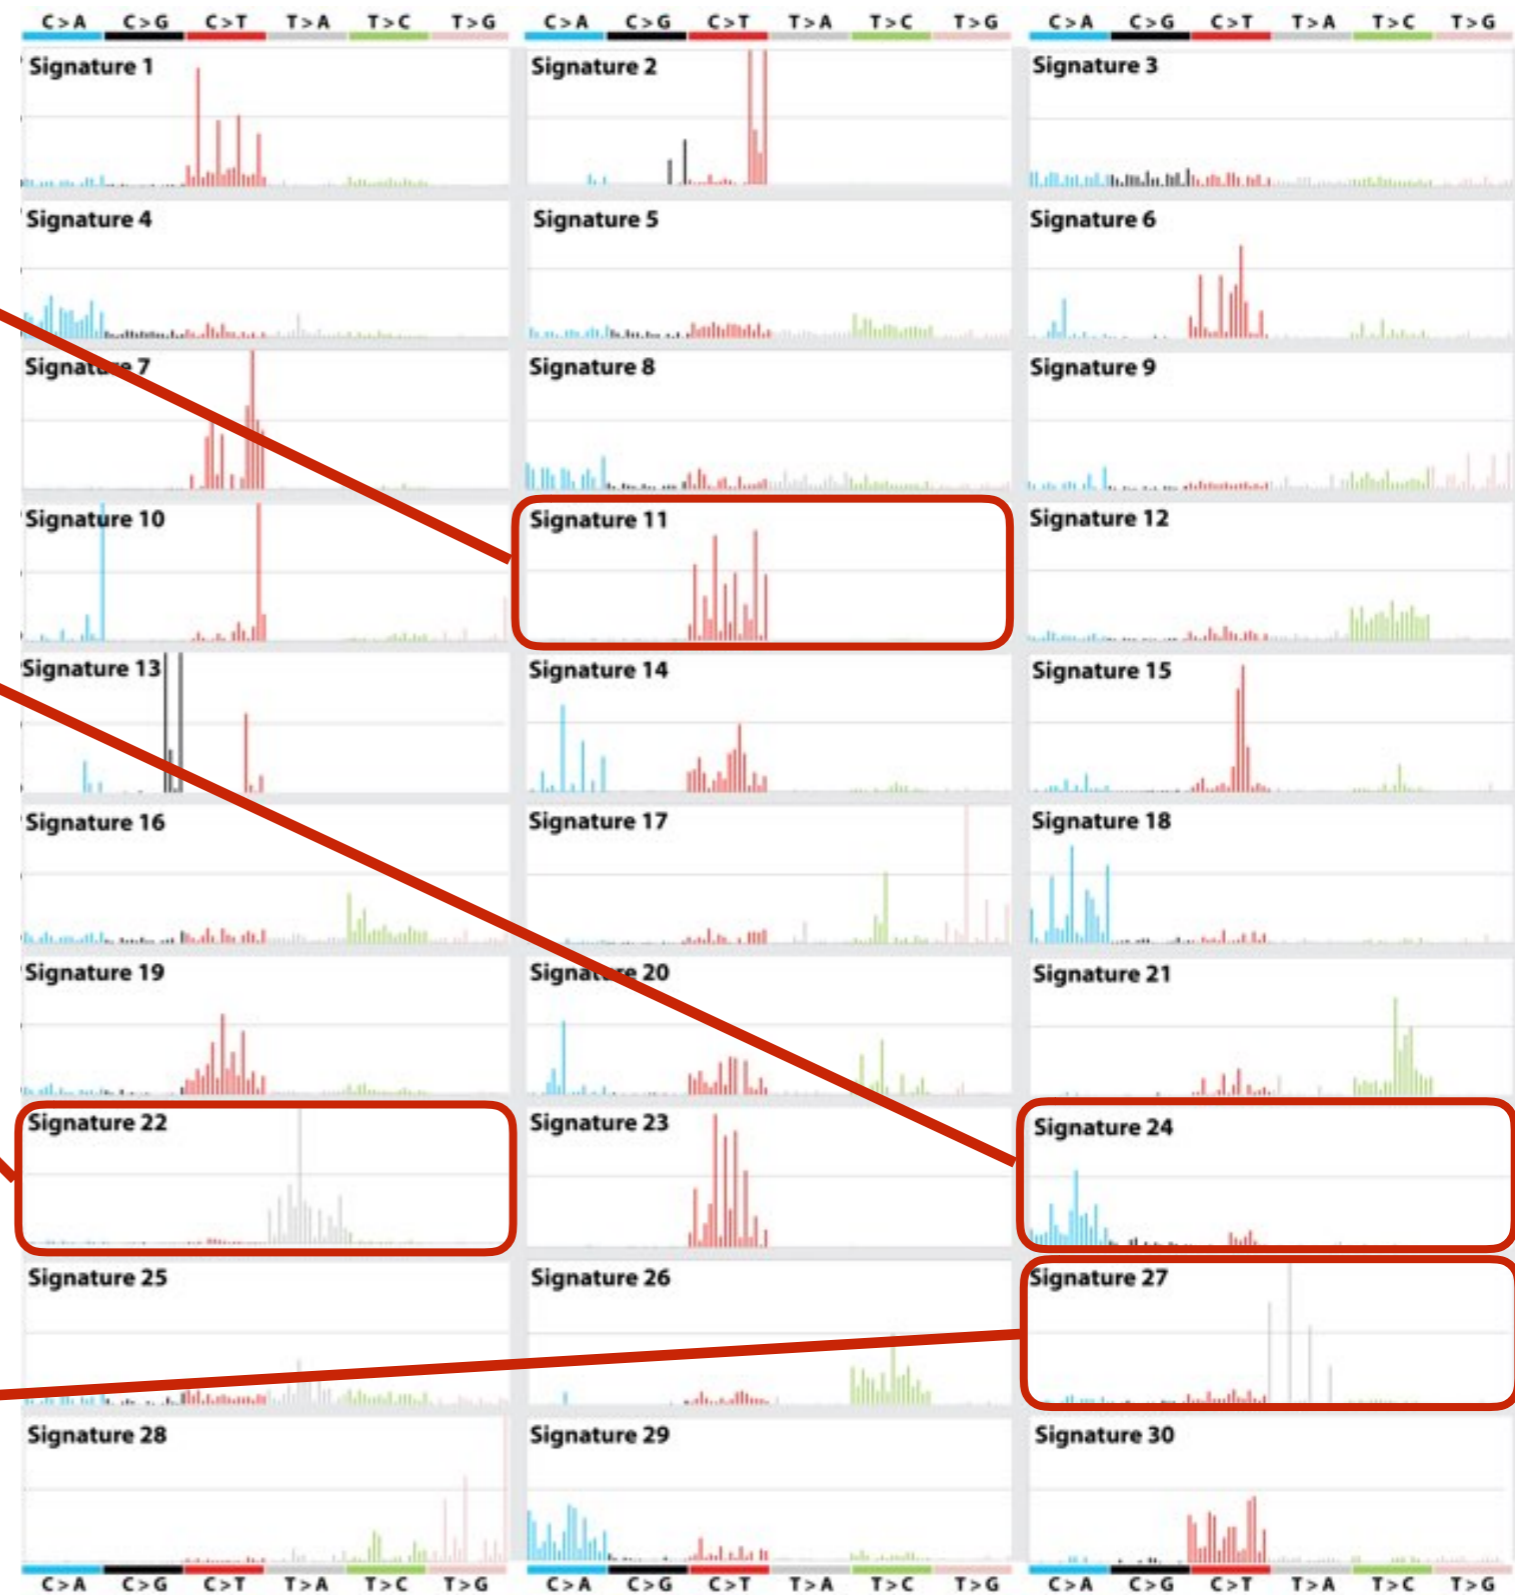 C>A C>G C>T T>A T>C T>G C>A C>G C>T T>A T>C T>G C>A C>G C>T T>A T>C T>G
Signature 1 Signature 2 Signature 3
Signature 4 Signature 5 Signature 6
Signature 7 Signature 8 Signature 9
Signature 10 Signature 11 Signature 12
Signature 13 Signature 14 Signature 15
Signature 16 Signature 17 Signature 18
Signature 19 Signature 20 Signature 21
Signature 22 Signature 23 Signature 24
Signature 25 Signature 26 Signature 27
Signature 28 Signature 29 Signature 30
C>A C>G C>T T>A T>C T>G C>A C>G C>T T>A T>C T>G C>A C>G C>T T>A T>C T>G